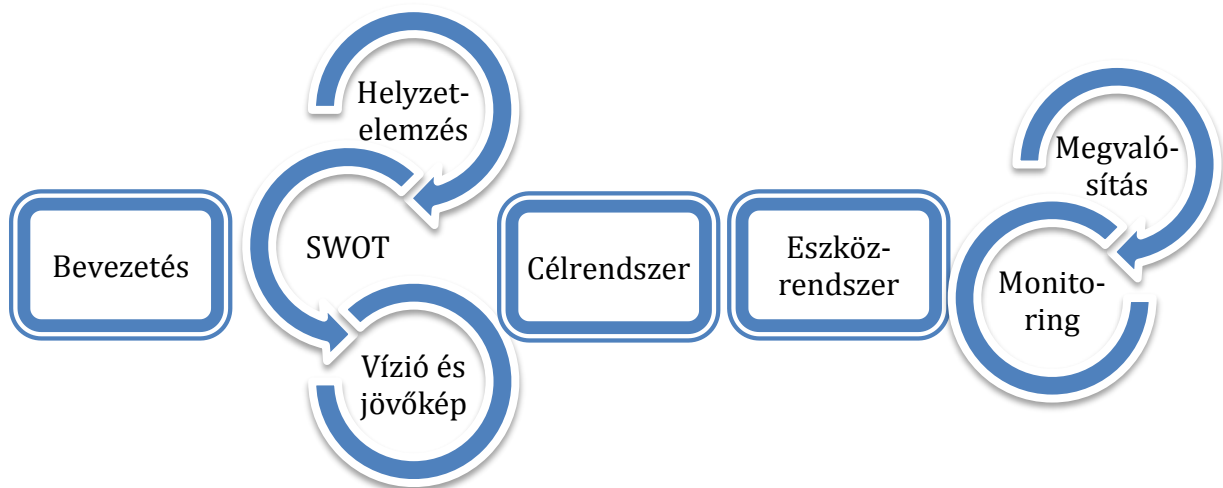 Bevezetés
Helyzet-
elemzés
SWOT
Vízió és
jövőkép
Célrendszer
Eszköz-
rendszer
Megvaló-
sítás
Monito-
ring